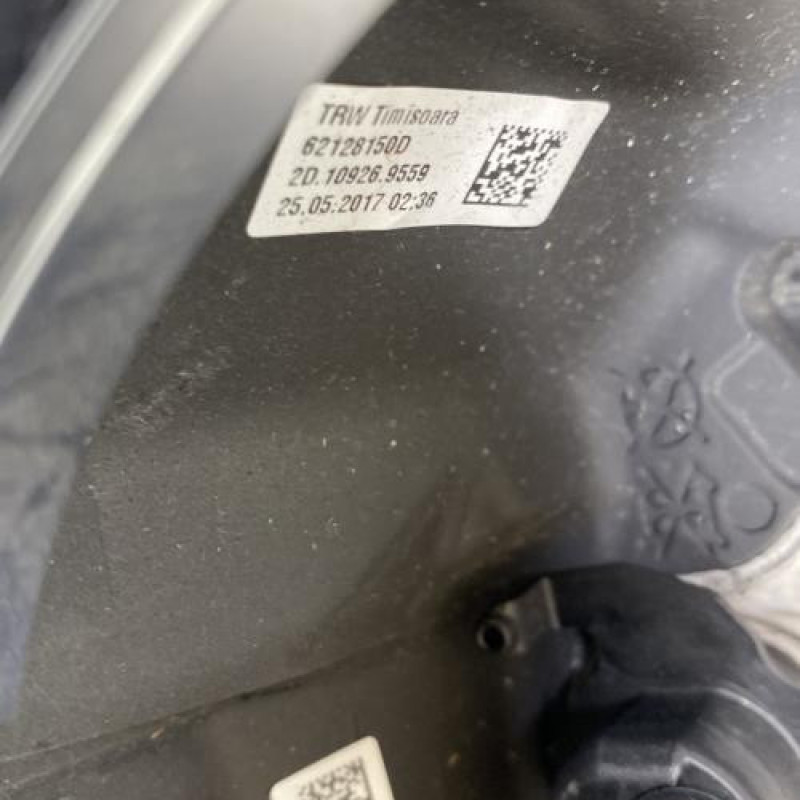 TRW Timisoara
62128150D
2D.10926.9559
25.05.2017 02:36